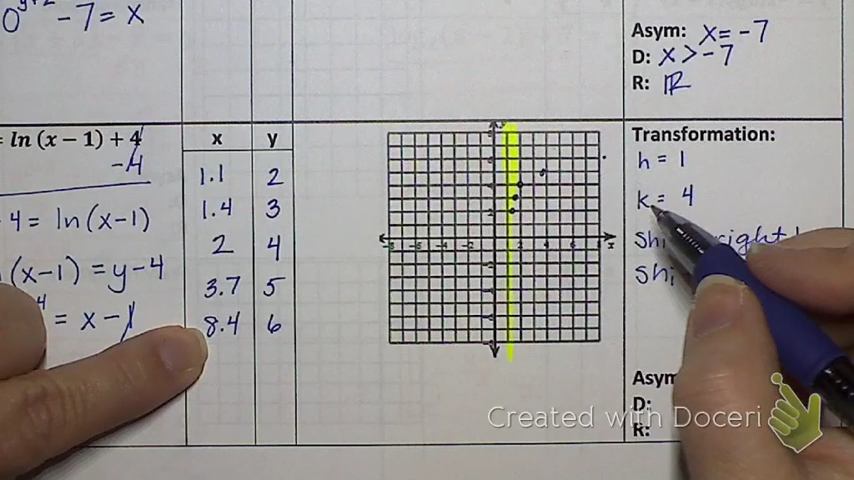 -7 = x
Asym: x = -7
D: x > -7
R: ℝ
= ln (x − 1) + 4
-4
x y
1.1 2
1.4 3
2 4
3.7 5
8.4 6
4 = ln(x-1)
(x-1) = y-4
= x - 1
Transformation:
h = 1
k = 4
right
Shi
Asym
D:
R:
Created with Doceri